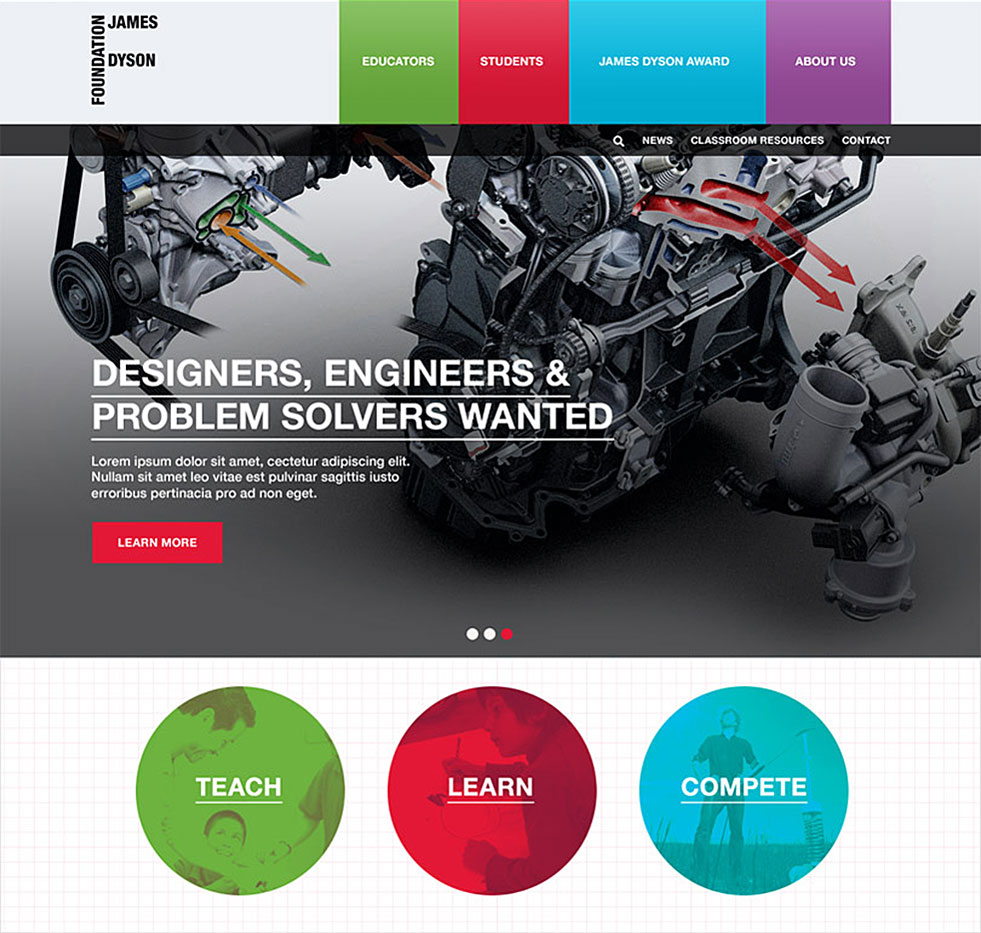 FOUNDATION
JAMES
DYSON
EDUCATORS
STUDENTS
JAMES DYSON AWARD
ABOUT US
NEWS
CLASSROOM RESOURCES
CONTACT
DESIGNERS, ENGINEERS &
PROBLEM SOLVERS WANTED
Lorem ipsum dolor sit amet, cectetur adipiscing elit.
Nullam sit amet leo vitae est pulvinar sagittis iusto
erroribus pertinacia pro ad non eget.
LEARN MORE
TEACH
LEARN
COMPETE